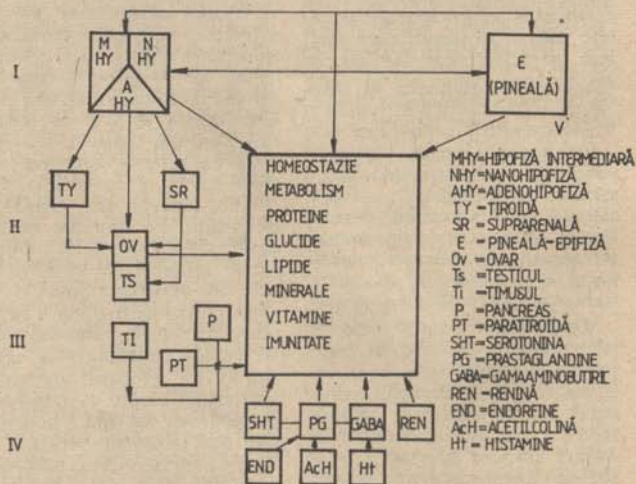 M
HY
N
HY
A
HY
I
E
(PINEALĂ)
V
TY
SR
II
OV
TS
HOMEOSTAZIE
METABOLISM
PROTEINE
GLUCIDE
LIPIDE
MINERALE
VITAMINE
IMUNITATE
P
III
TI
PT
SHT
PG
GABA
REN
IV
END
AcH
Ht
MHY=HIPOFIZĂ INTERMEDIARĂ
NHY=NANOHIPOFIZĂ
AHY=ADENOHIPOFIZĂ
TY =TIROIDĂ
SR =SUPRARENALĂ
E =PINEALĂ-EPIFIZĂ
Ov =OVAR
Ts =TESTICUL
Ti =TIMUSUL
P =PANCREAS
PT =PARATIROIDĂ
SHT=SEROTONINA
PG =PRASTAGLANDINE
GABA=GAMAAMINOBUTIRIC
REN =RENINĂ
END =ENDORFINE
AcH=ACETILCOLINĂ
Ht =HISTAMINE